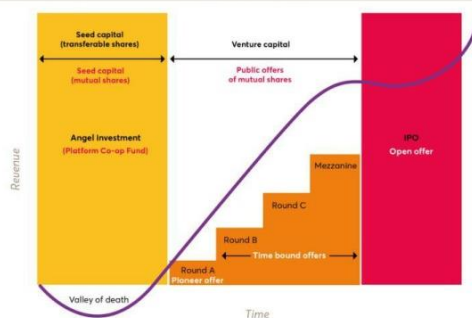 Seed capital
(transferable shares)
Seed capital
(mutual shares)
Venture capital
Public offers
of mutual shares
Angel investment
(Platform Co-op Fund)
IPO
Open offer
Mezzanine
Round C
Round B
Time bound offers
Round A
Pioneer offer
Valley of death
Revenue
Time